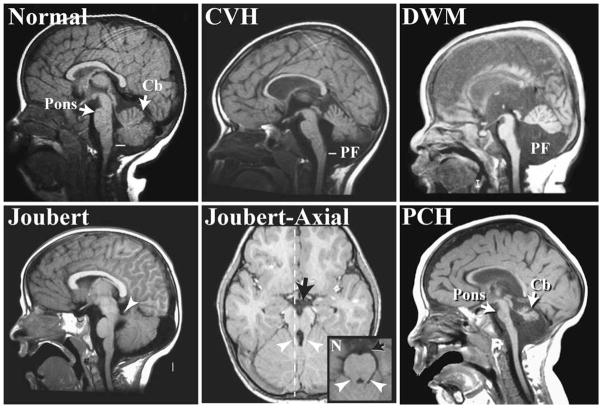 Normal
CVH
DWM
Cb
Pons
PF
PF
Joubert
Joubert-Axial
PCH
Cb
Pons
N